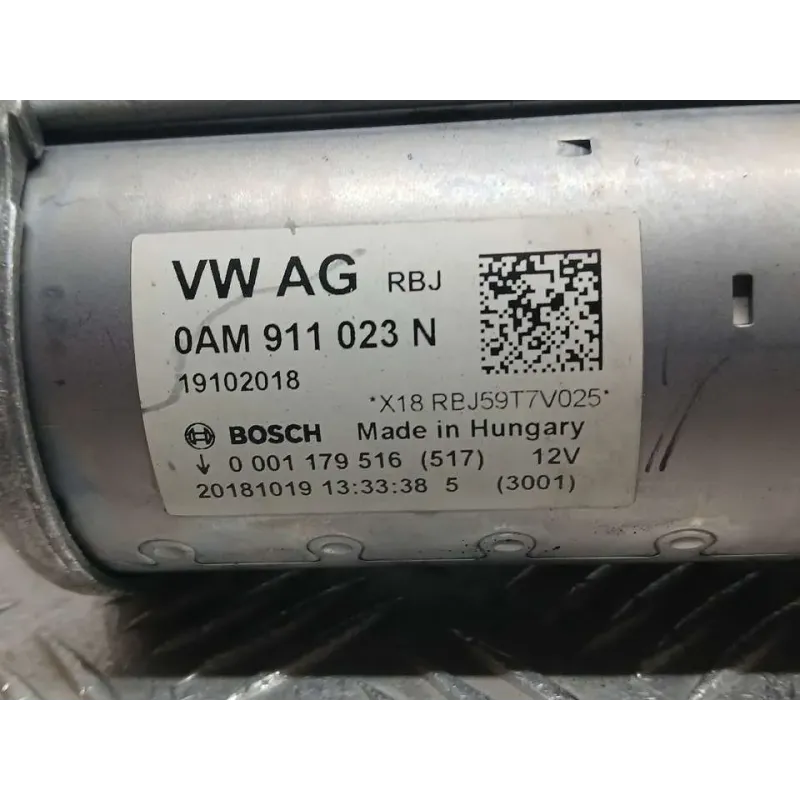 VW AG RBJ
0AM 911 023 N
19102018
*X18 RBJ59T7V025*
BOSCH Made in Hungary
↓ 0 001 179 516 (517) 12V
20181019 13:33:38 5 (3001)